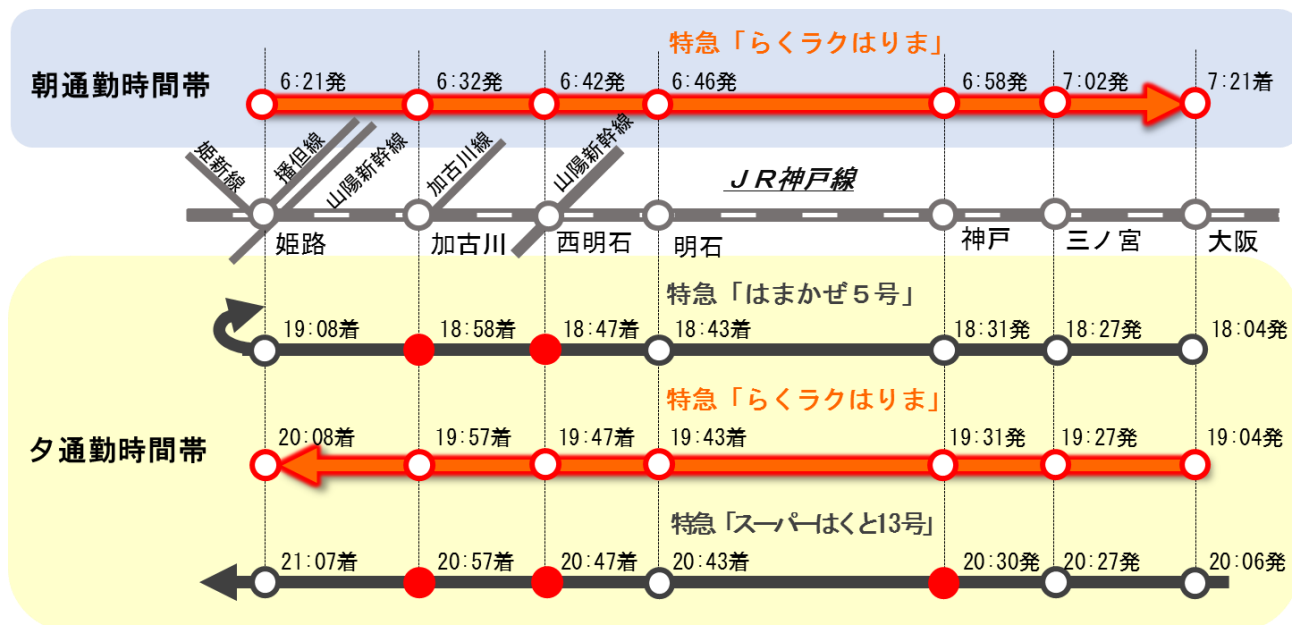 特急「らくラクはりま」
朝通勤時間帯
6:21発 6:32発 6:42発 6:46発 6:58発 7:02発 7:21着
姫新線 播但線 山陽新幹線 加古川線 山陽新幹線
ＪＲ神戸線
姫路 加古川 西明石 明石 神戸 三ノ宮 大阪
特急「はまかぜ５号」
19:08着 18:58着 18:47着 18:43着 18:31発 18:27発 18:04発
特急「らくラクはりま」
夕通勤時間帯
20:08着 19:57着 19:47着 19:43着 19:31発 19:27発 19:04発
特急「スーパーはくと13号」
21:07着 20:57着 20:47着 20:43着 20:30発 20:27発 20:06発